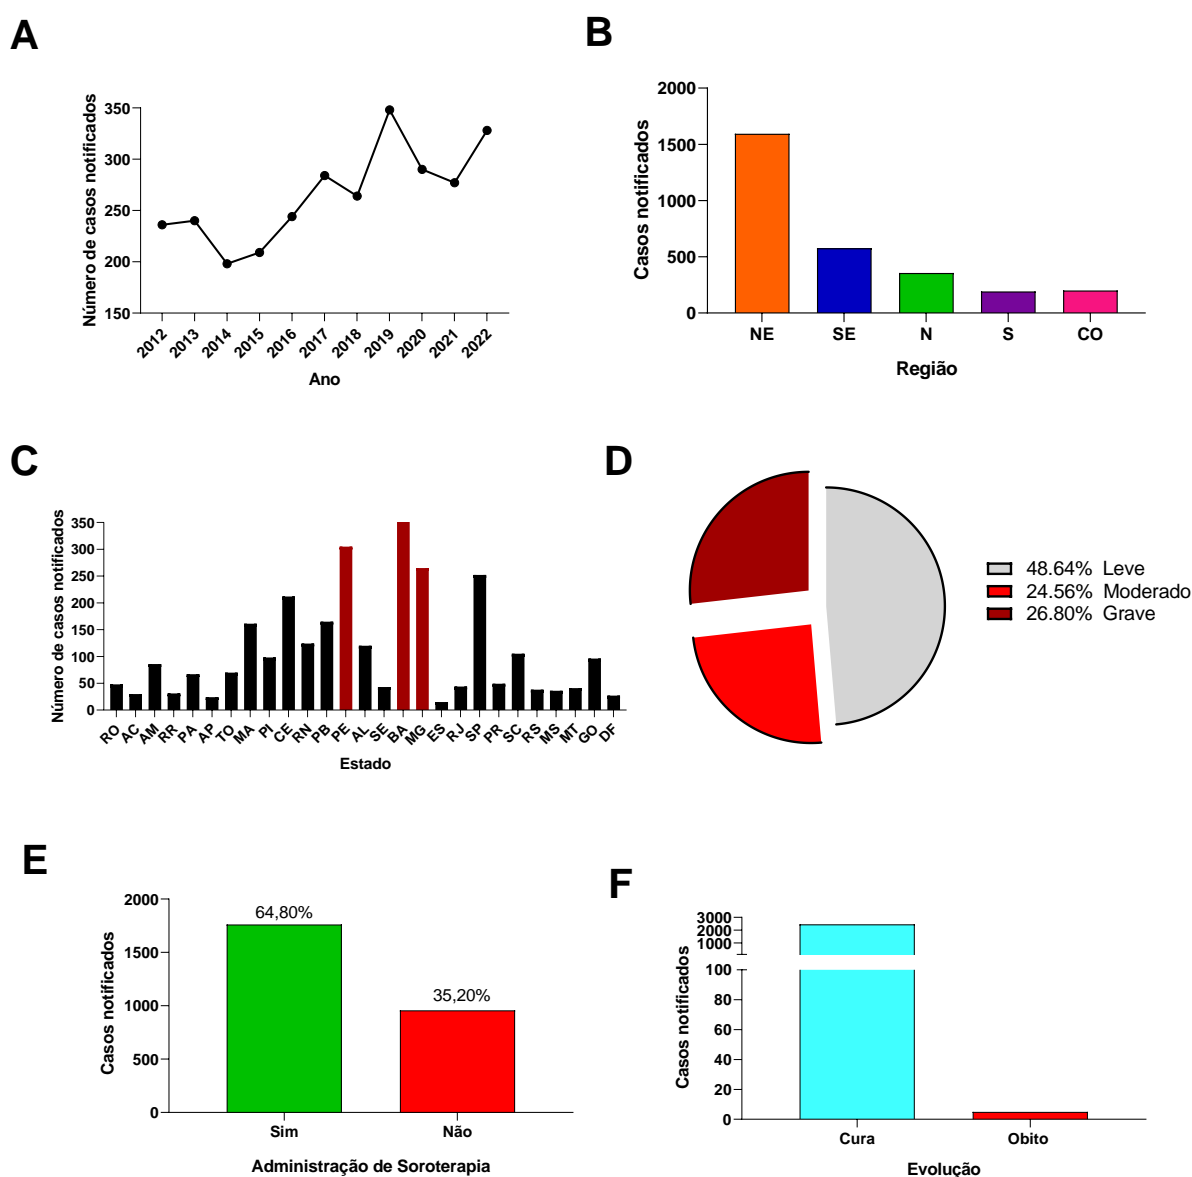 A
Número de casos notificados
350
300
250
200
150
2012 2013 2014 2015 2016 2017 2018 2019 2020 2021 2022
Ano
B
Casos notificados
2000
1500
1000
500
0
NE SE N S CO
Região
C
Número de casos notificados
350
300
250
200
150
100
50
0
RO AC AM RR PA AP TO MA PI CE RN PB PE AL SE BA MG ES RJ SP PR SC RS MS MT GO DF
Estado
D
48.64% Leve
24.56% Moderado
26.80% Grave
E
Casos notificados
2000
1500
1000
500
0
64,80%
35,20%
Sim Não
Administração de Soroterapia
F
Casos notificados
3000
2000
1000
100
80
60
40
20
0
Cura Obito
Evolução